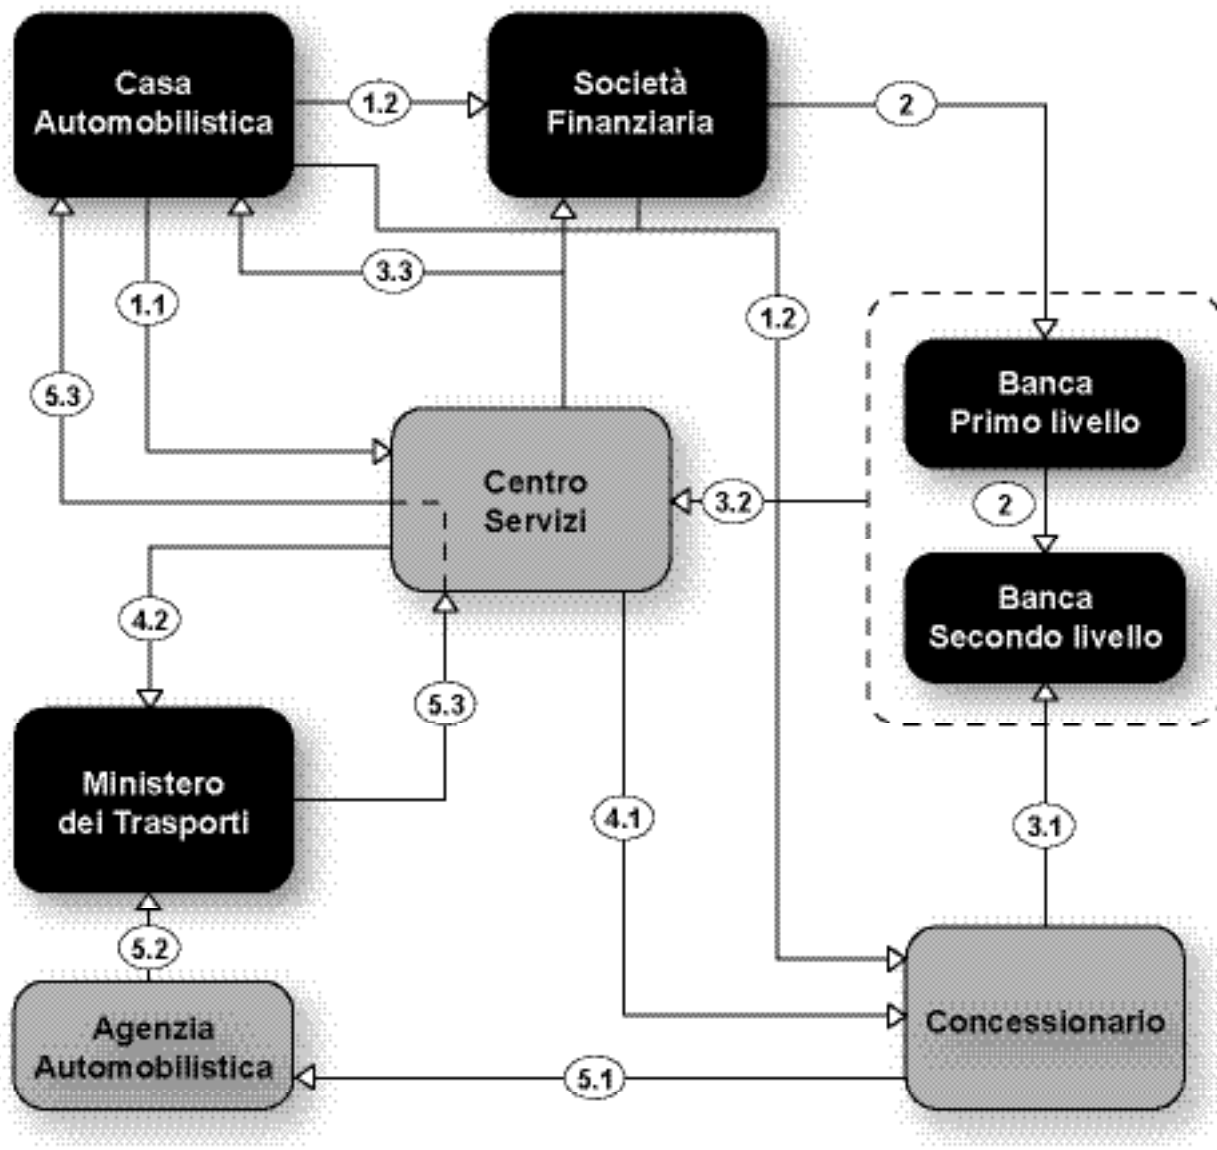 Casa
Automobilistica
1.2
Società
Finanziaria
2
3.3
1.1
1.2
5.3
Banca
Primo livello
Centro
Servizi
3.2
2
Banca
Secondo livello
4.2
5.3
Ministero
dei Trasporti
4.1
3.1
5.2
Agenzia
Automobilistica
Concessionario
5.1